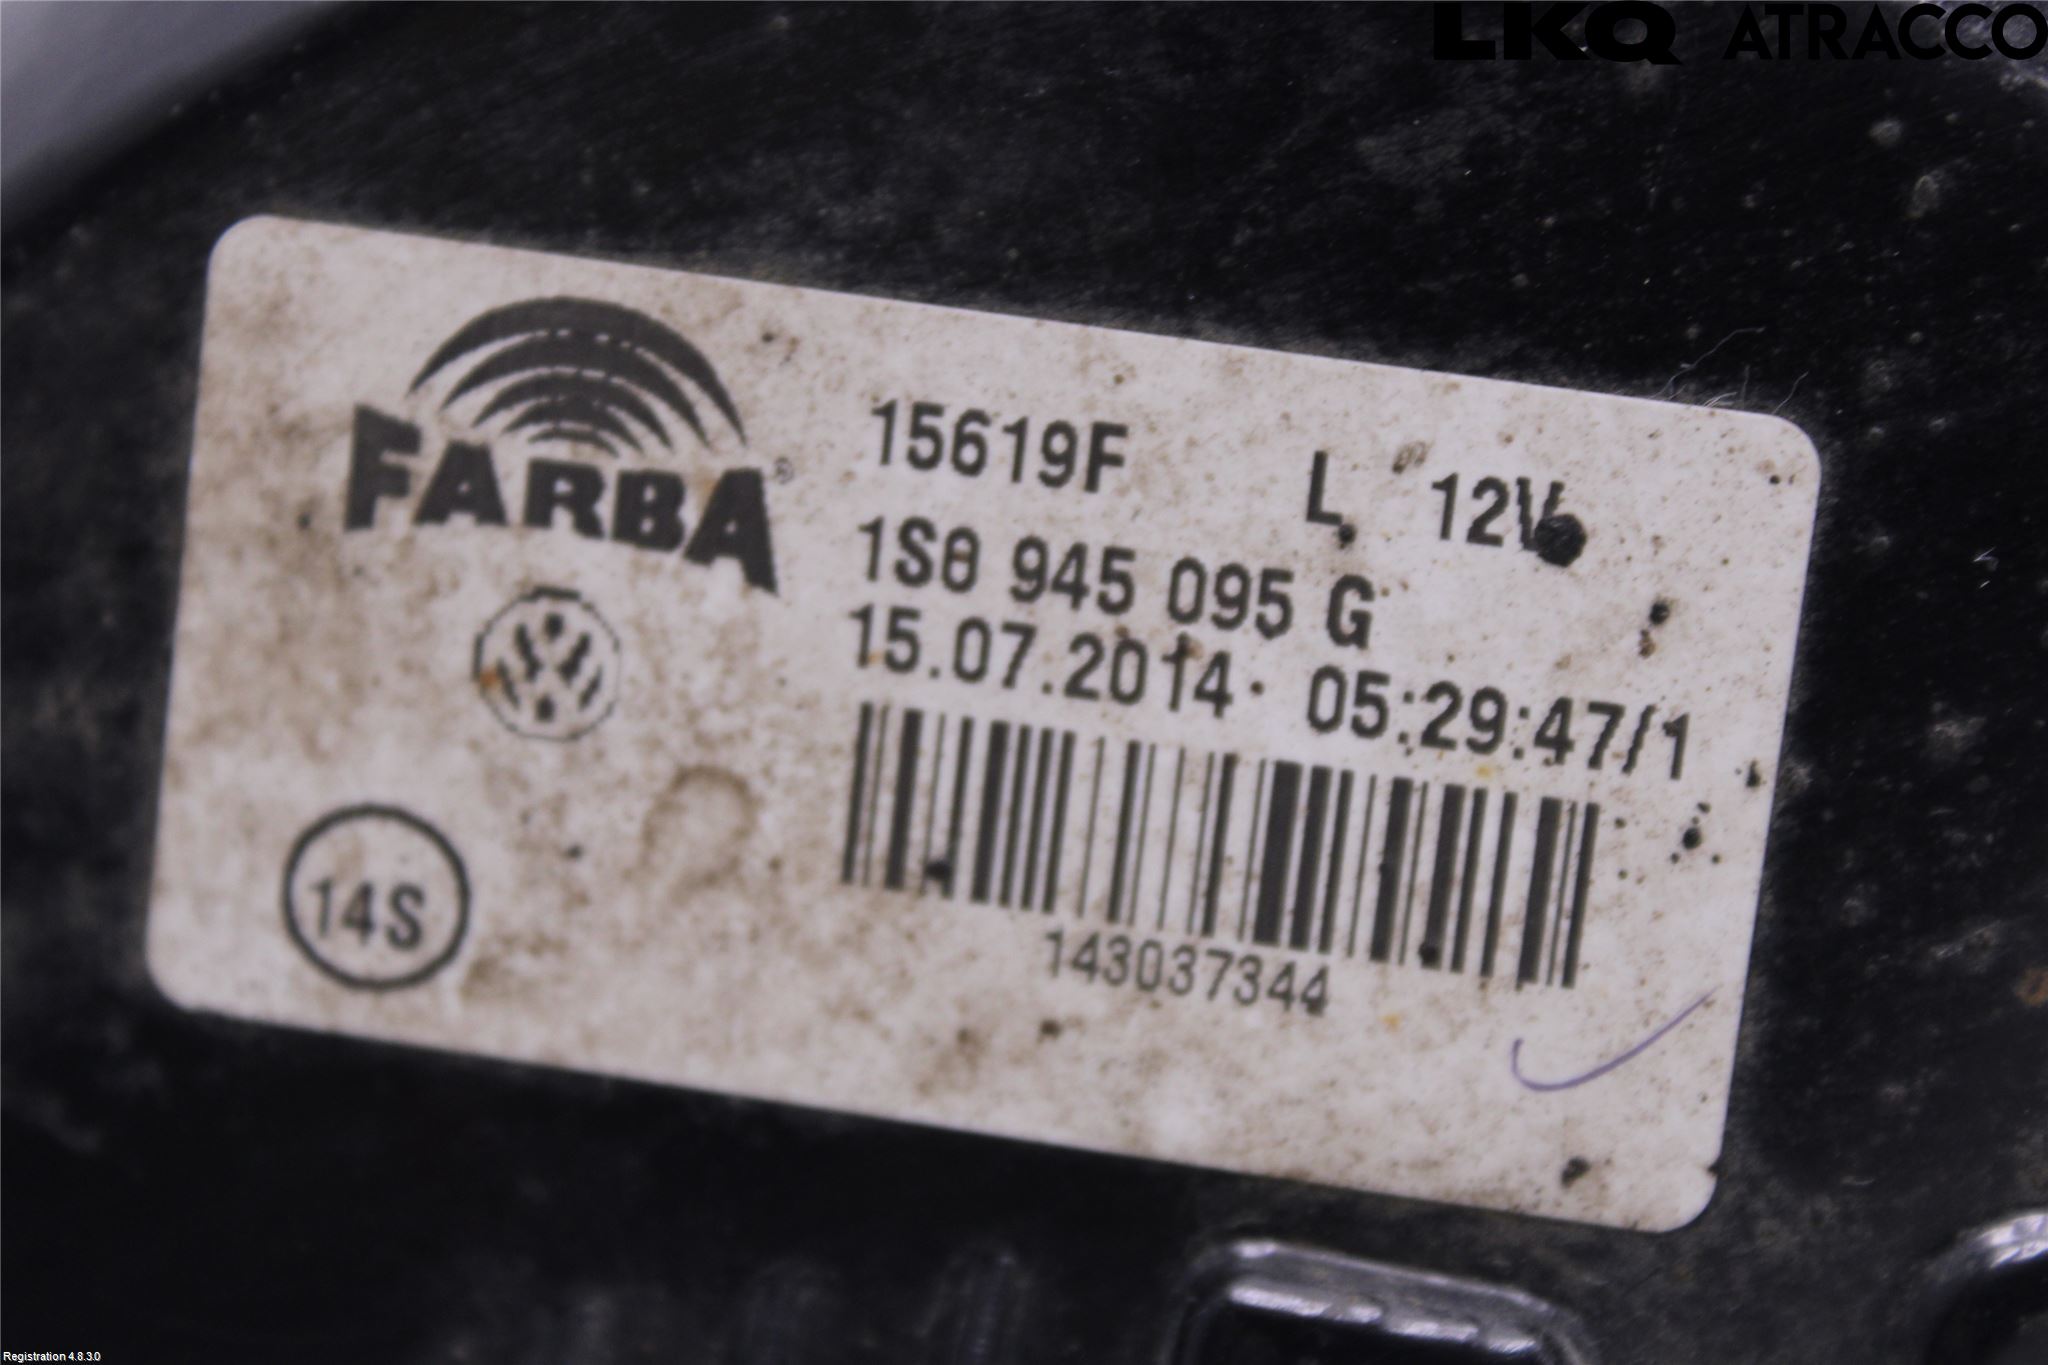 LKQ ATRACCO
FARBA®
15619F L 12V
1S0 945 095 G
15.07.2014 05:29:47/1
14S
143037344
Registration 4.8.3.0